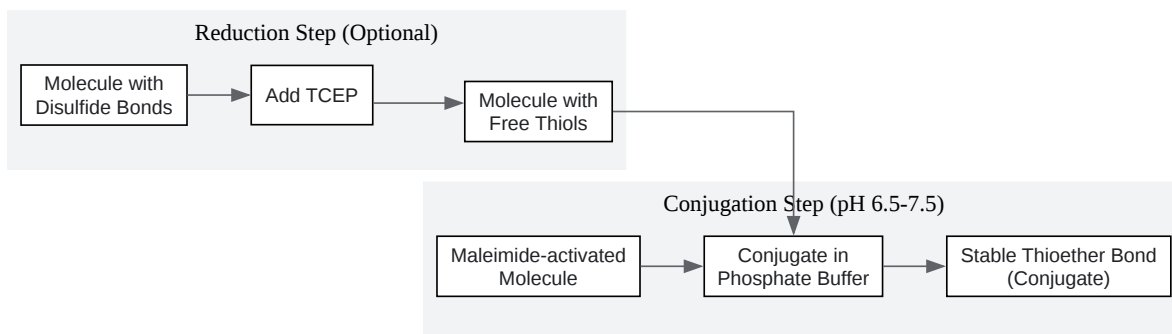 Reduction Step (Optional)
Molecule with
Disulfide Bonds
Add TCEP
Molecule with
Free Thiols
Conjugation Step (pH 6.5-7.5)
Maleimide-activated
Molecule
Conjugate in
Phosphate Buffer
Stable Thioether Bond
(Conjugate)